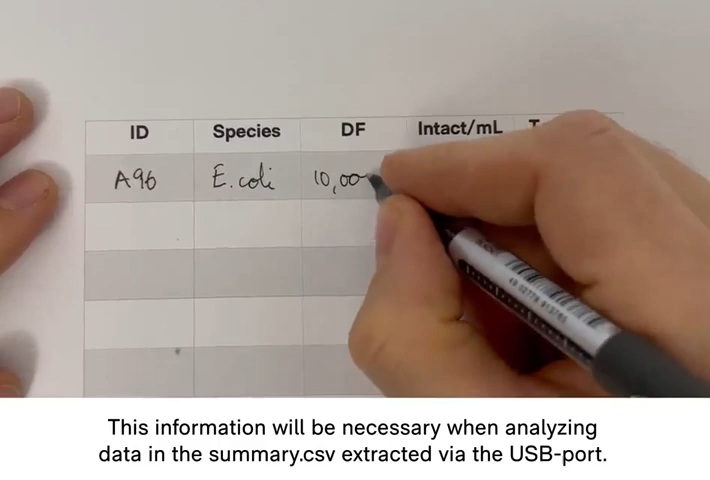 ID Species DF Intact/mL T
A96 E.coli 10,00
This information will be necessary when analyzing
data in the summary.csv extracted via the USB-port.